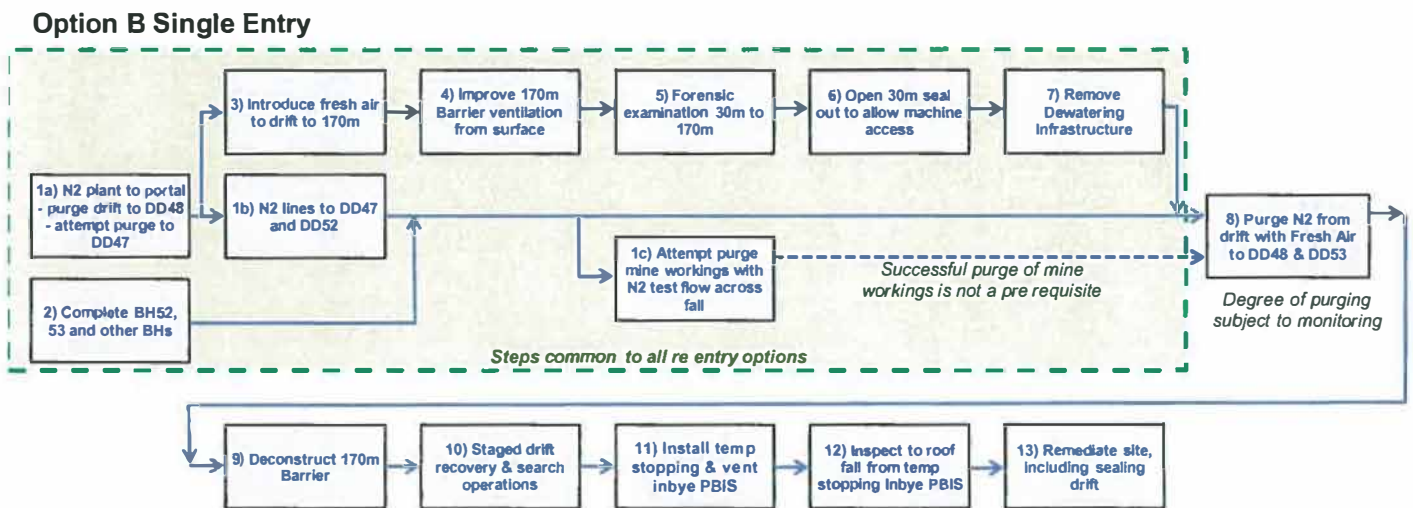 Option B Single Entry
3) Introduce fresh air
to drift to 170m
4) Improve 170m
Barrier ventilation
from surface
5) Forensic
examination 30m to
170m
6) Open 30m seal
out to allow machine
access
7) Remove
Dewatering
Infrastructure
1a) N2 plant to portal
- purge drift to DD48
- attempt purge to
DD47
1b) N2 lines to DD47
and DD52
1c) Attempt purge
mine workings with
N2 test flow across
fall
Successful purge of mine
workings is not a pre requisite
8) Purge N2 from
drift with Fresh Air
to DD48 & DD53
Degree of purging
subject to monitoring
2) Complete BH52,
53 and other BHs
Steps common to all re entry options
9) Deconstruct 170m
Barrier
10) Staged drift
recovery & search
operations
11) Install temp
stopping & vent
inbye PBIS
12) Inspect to roof
fall from temp
stopping Inbye PBIS
13) Remediate site,
including sealing
drift